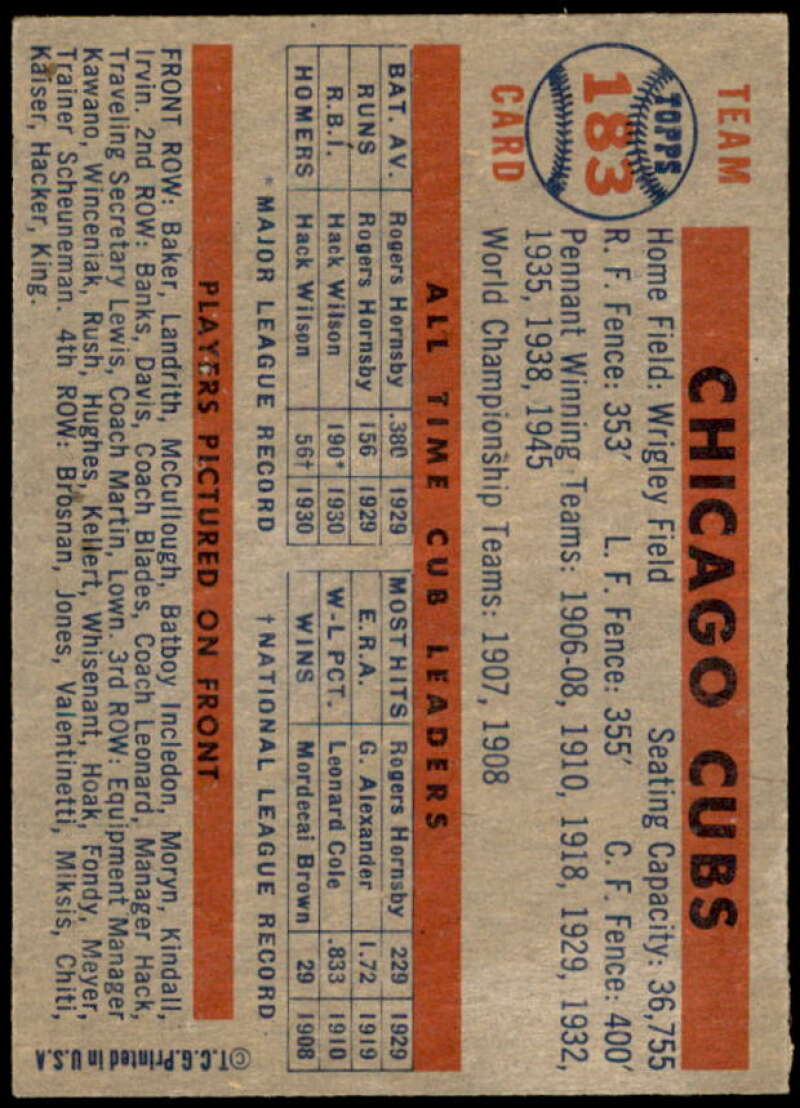 TEAM
TOPPS
183
CARD
CHICAGO CUBS
Home Field: Wrigley Field Seating Capacity: 36,755
R. F. Fence: 353′ L. F. Fence: 355′ C. F. Fence: 400′
Pennant Winning Teams: 1906-08, 1910, 1918, 1929, 1932,
1935, 1938, 1945
World Championship Teams: 1907, 1908
ALL TIME CUB LEADERS
BAT. AV. Rogers Hornsby .380 1929 MOST HITS Rogers Hornsby 229 1929
RUNS Rogers Hornsby 156 1929 E.R.A. G. Alexander 1.72 1919
R.B.I. Hack Wilson 190* 1930 W-L PCT. Leonard Cole .833 1910
HOMERS Hack Wilson 56† 1930 WINS Mordecai Brown 29 1908
* MAJOR LEAGUE RECORD † NATIONAL LEAGUE RECORD
PLAYERS PICTURED ON FRONT
FRONT ROW: Baker, Landrith, McCullough, Batboy Incledon, Moryn, Kindall,
Irvin. 2nd ROW: Banks, Davis, Coach Blades, Coach Leonard, Manager Hack,
Traveling Secretary Lewis, Coach Martin, Lown. 3rd ROW: Equipment Manager
Kawano, Winceniak, Rush, Hughes, Kellert, Whisenant, Hoak, Fondy, Meyer,
Trainer Scheuneman. 4th ROW: Brosnan, Jones, Valentinetti, Miksis, Chiti,
Kaiser, Hacker, King.
©T.C.G. Printed in U.S.A